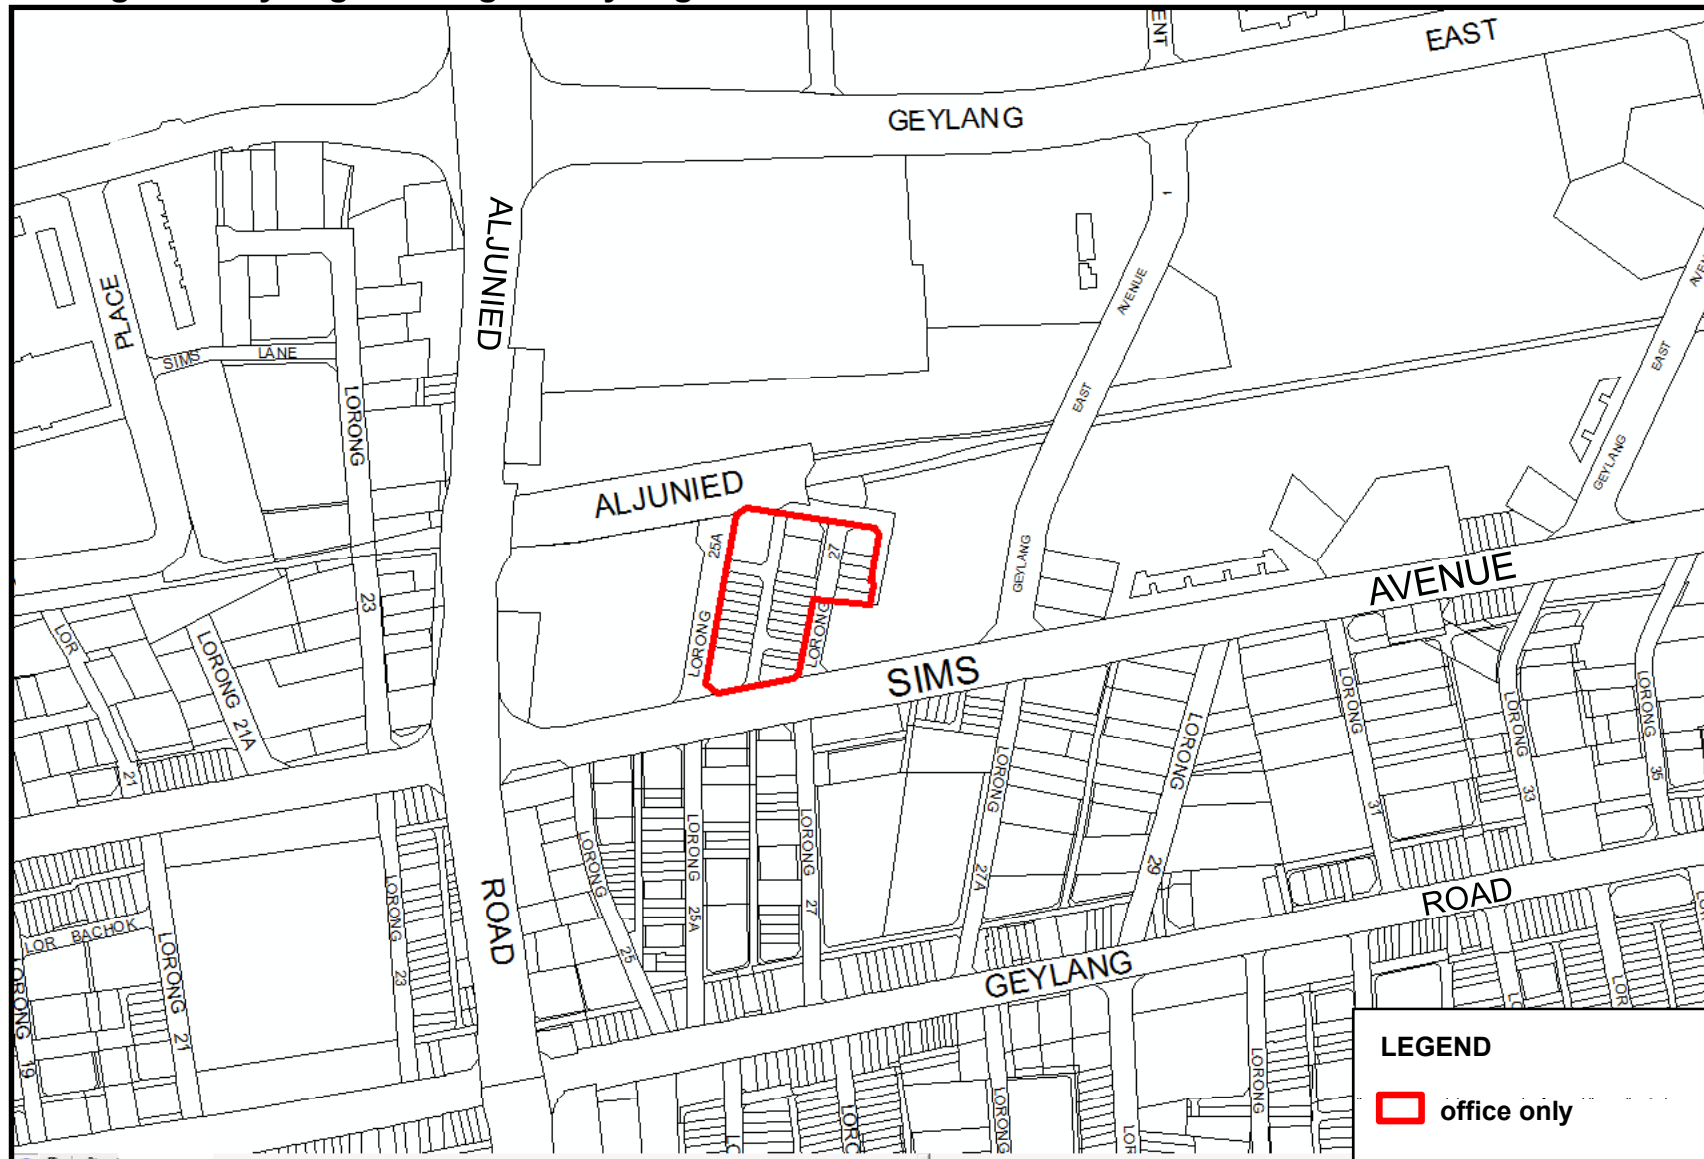 EAST
GEYLANG
ALJUNIED
1
PLACE
AVENUE
SIMS LANE
EAST
EAST
LORONG
ALJUNIED
GEYLANG
25A
27
GEYLANG
AVENUE
23
LOR
LORONG
LORONG
LORONG 21A
SIMS
LORONG
LORONG
LORONG
LORONG
21
LORONG
35
33
31
LORONG
LORONG
LORONG
27A
29
ROAD
LORONG
ROAD
LOR BACHOK
LORONG
25A
27
25
GEYLANG
LORONG
23
21
LORONG
19
LORONG
LORONG
LEGEND
office only